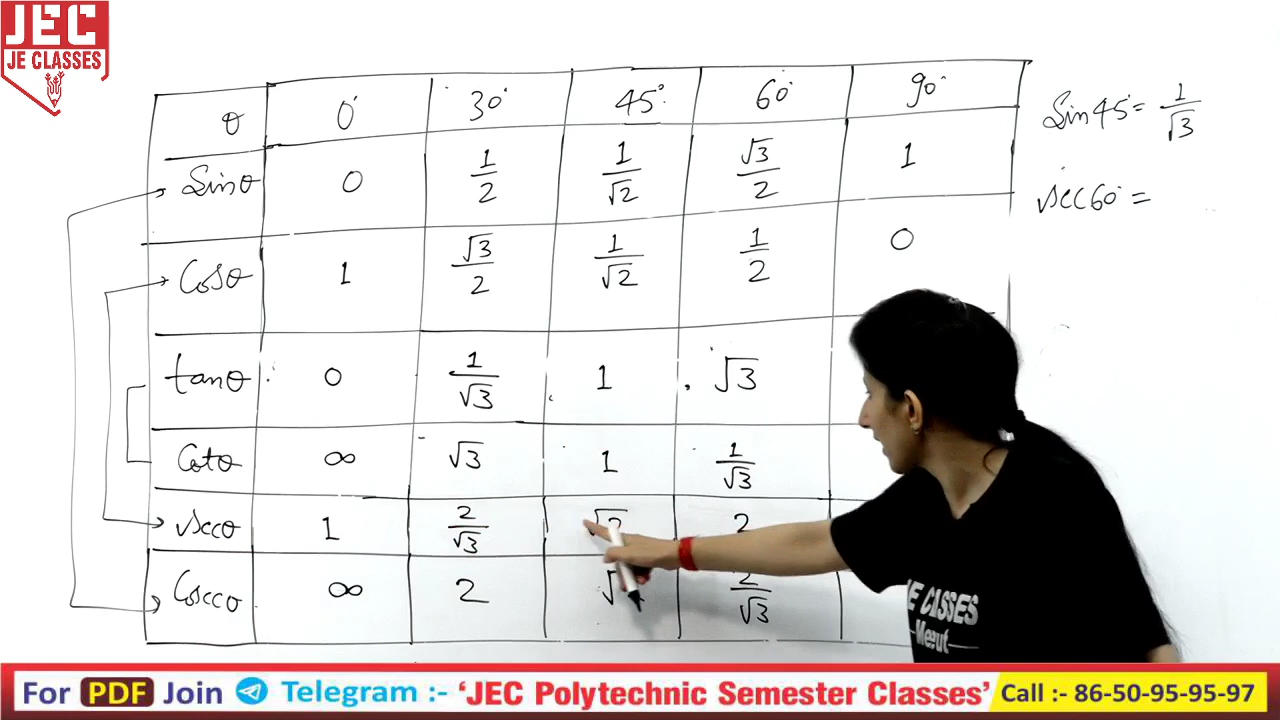 JEC
JE CLASSES
θ 0° 30° 45° 60° 90°
Sinθ 0 1/2 1/√2 √3/2 1
Cosθ 1 √3/2 1/√2 1/2 0
tanθ 0 1/√3 1 √3
Cotθ ∞ √3 1 1/√3
Secθ 1 2/√3 √2 2
Cosecθ ∞ 2 2/√3
Sin45° = 1/√3
Sec60° =
CLASSES
For PDF Join Telegram :- ‘JEC Polytechnic Semester Classes’ Call :- 86-50-95-95-97